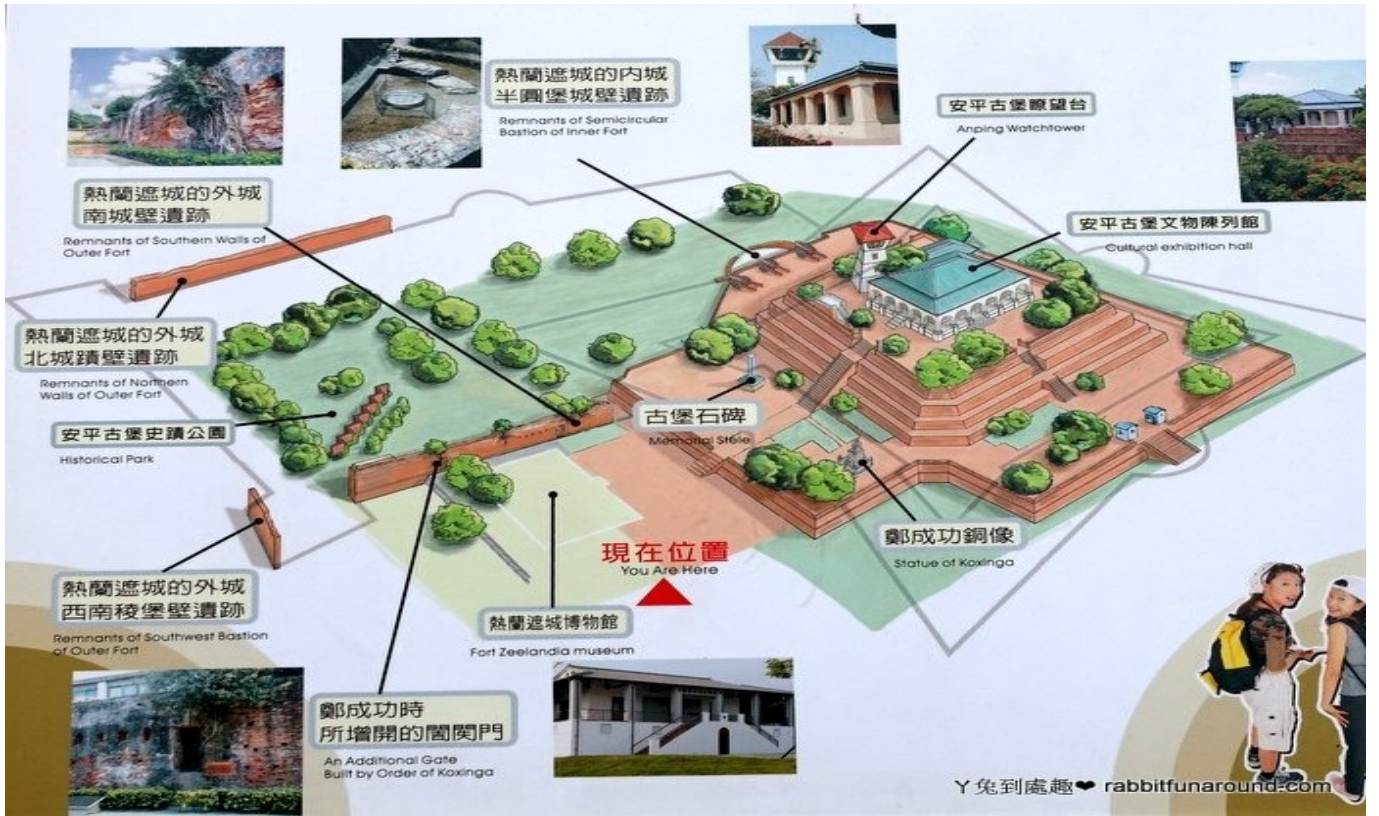 熱蘭遮城的内城
半圓堡城壁遺跡
Remnants of Semicircular
Bastion of Inner Fort
安平古堡瞭望台
Anping Watchtower
熱蘭遮城的外城
南城壁遺跡
Remnants of Southern Walls of
Outer Fort
安平古堡文物陳列館
Cultural exhibition hall
熱蘭遮城的外城
北城蹟壁遺跡
Remnants of Northern
Walls of Outer Fort
安平古堡史蹟公園
Historical Park
古堡石碑
Memorial Stele
鄭成功銅像
Statue of Koxinga
現在位置
You Are Here
熱蘭遮城的外城
西南稜堡壁遺跡
Remnants of Southwest Bastion
of Outer Fort
熱蘭遮城博物館
Fort Zeelandia museum
鄭成功時
所增開的闊関門
An Additional Gate
Built by Order of Koxinga
ㄚ兔到處趣❤ rabbitfunaround.com